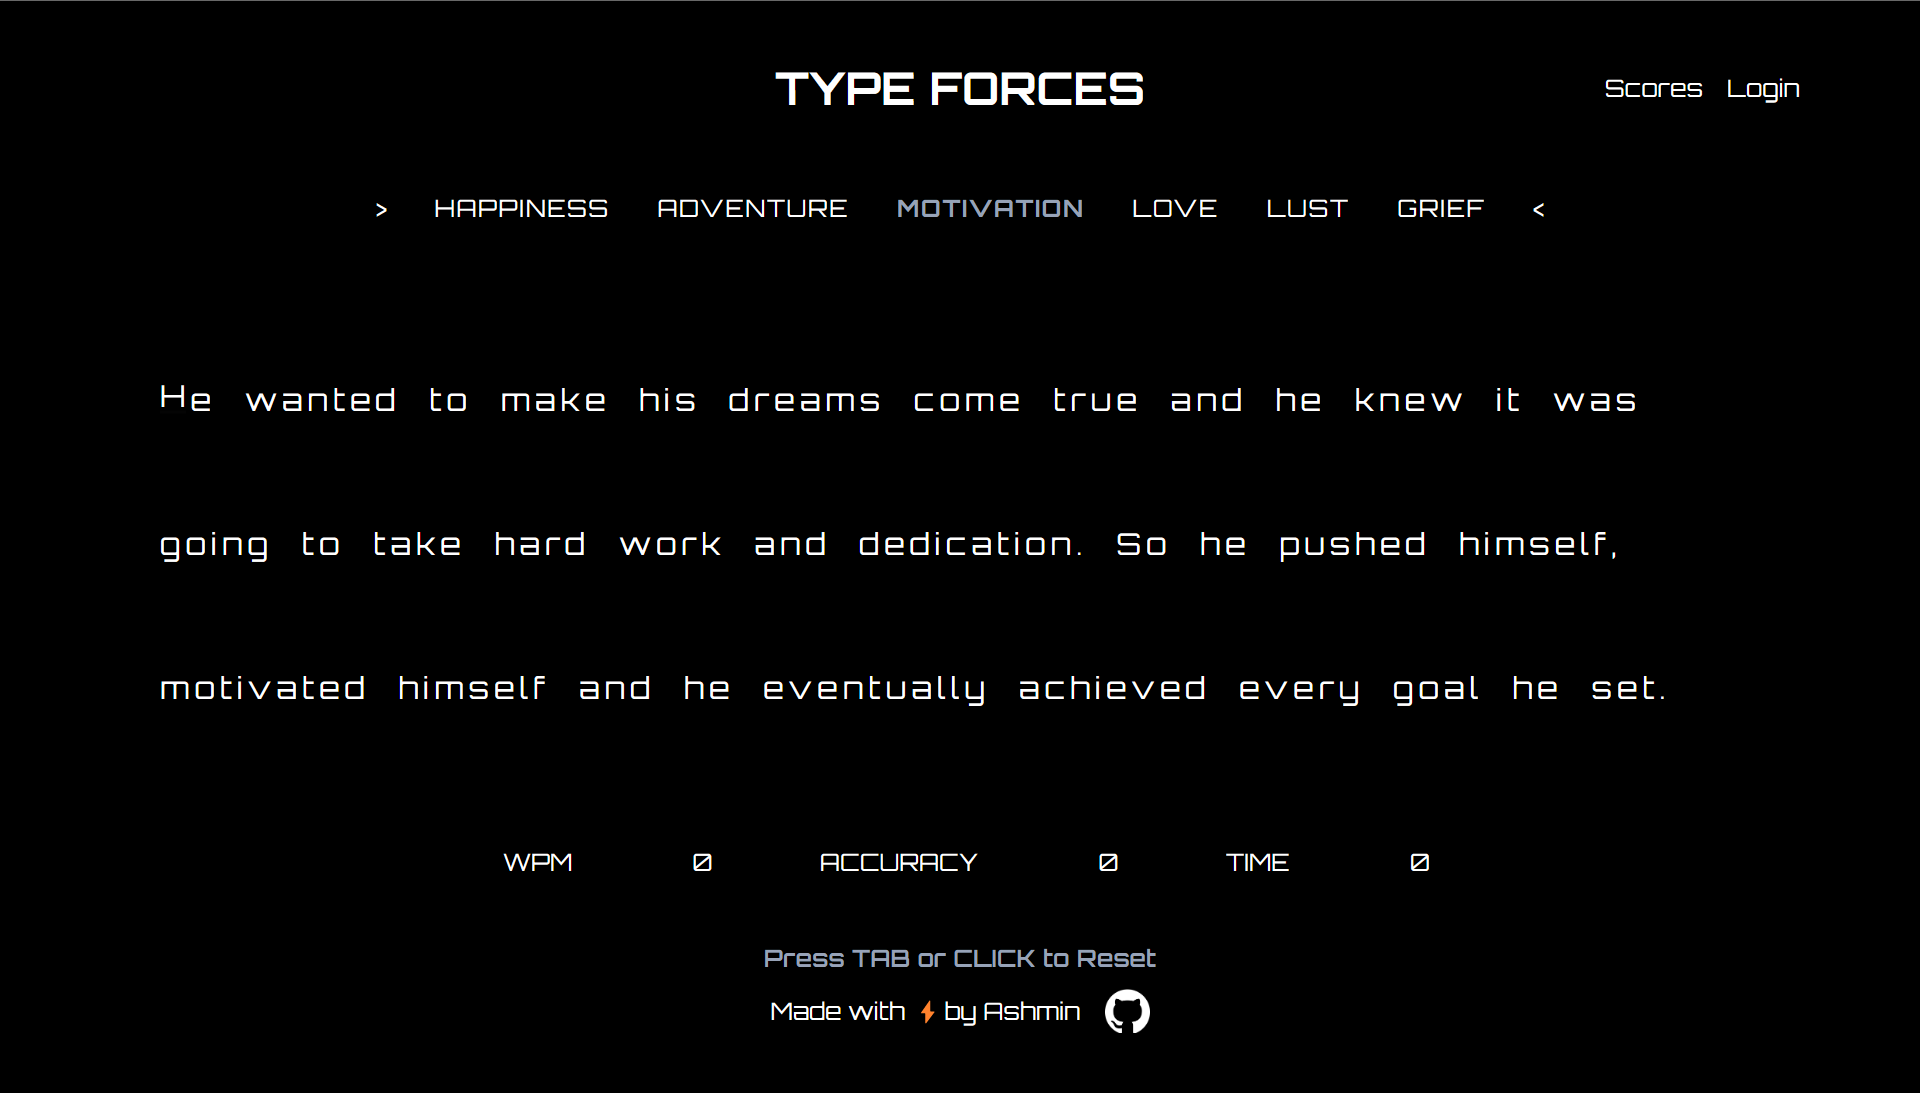 TYPE FORCES
Scores Login
> HAPPINESS ADVENTURE MOTIVATION LOVE LUST GRIEF <
He wanted to make his dreams come true and he knew it was
going to take hard work and dedication. So he pushed himself,
motivated himself and he eventually achieved every goal he set.
WPM 0 ACCURACY 0 TIME 0
Press TAB or CLICK to Reset
Made with by Ashmin